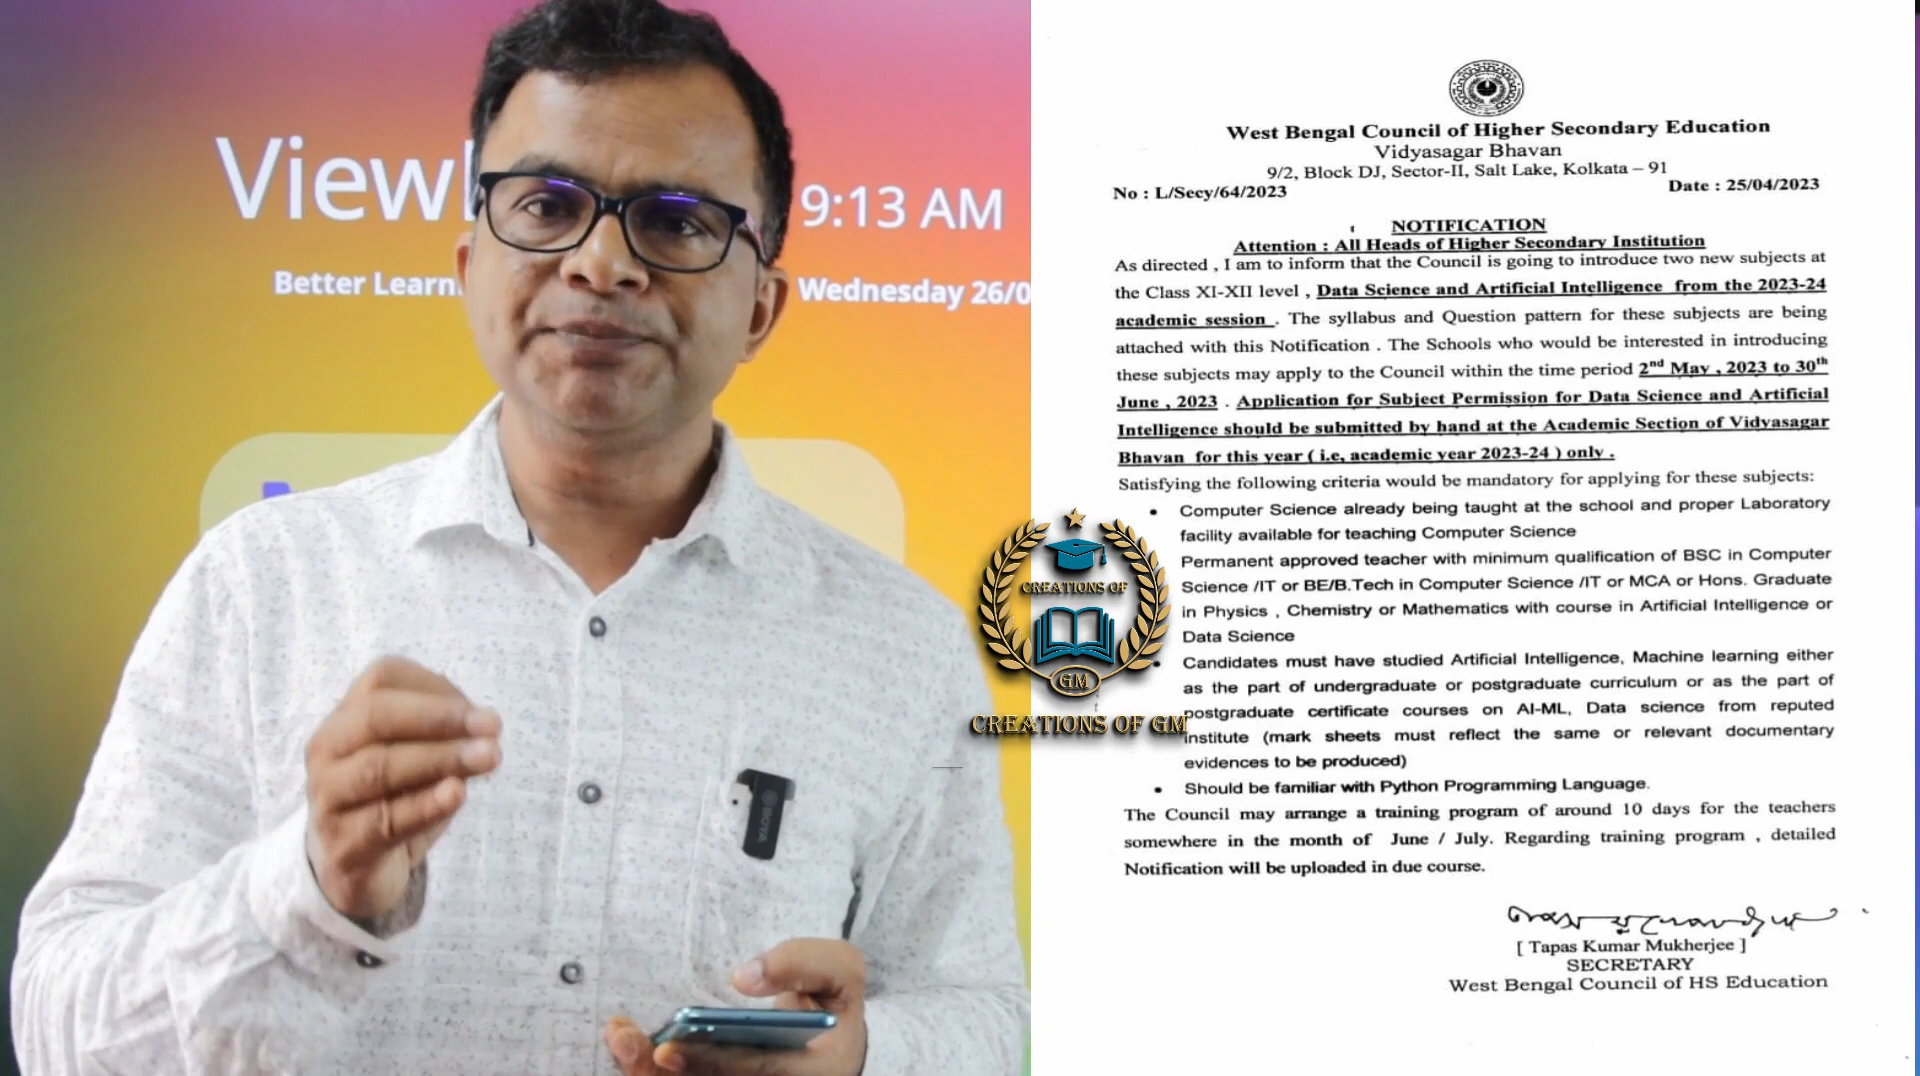 View
9:13 AM
Better Learn
Wednesday 26/0
BOYA
CREATIONS OF
GM
CREATIONS OF GM
West Bengal Council of Higher Secondary Education
Vidyasagar Bhavan
9/2, Block DJ, Sector-II, Salt Lake, Kolkata – 91
No : L/Secy/64/2023
Date : 25/04/2023
NOTIFICATION
Attention : All Heads of Higher Secondary Institution
As directed , I am to inform that the Council is going to introduce two new subjects at
the Class XI-XII level , Data Science and Artificial Intelligence from the 2023-24
academic session . The syllabus and Question pattern for these subjects are being
attached with this Notification . The Schools who would be interested in introducing
these subjects may apply to the Council within the time period 2nd May , 2023 to 30th
June , 2023 . Application for Subject Permission for Data Science and Artificial
Intelligence should be submitted by hand at the Academic Section of Vidyasagar
Bhavan for this year ( i.e, academic year 2023-24 ) only .
Satisfying the following criteria would be mandatory for applying for these subjects:
• Computer Science already being taught at the school and proper Laboratory
facility available for teaching Computer Science
Permanent approved teacher with minimum qualification of BSC in Computer
Science /IT or BE/B.Tech in Computer Science /IT or MCA or Hons. Graduate
in Physics , Chemistry or Mathematics with course in Artificial Intelligence or
Data Science
• Candidates must have studied Artificial Intelligence, Machine learning either
as the part of undergraduate or postgraduate curriculum or as the part of
postgraduate certificate courses on AI-ML, Data science from reputed
institute (mark sheets must reflect the same or relevant documentary
evidences to be produced)
• Should be familiar with Python Programming Language.
The Council may arrange a training program of around 10 days for the teachers
somewhere in the month of June / July. Regarding training program , detailed
Notification will be uploaded in due course.
[ Tapas Kumar Mukherjee ]
SECRETARY
West Bengal Council of HS Education